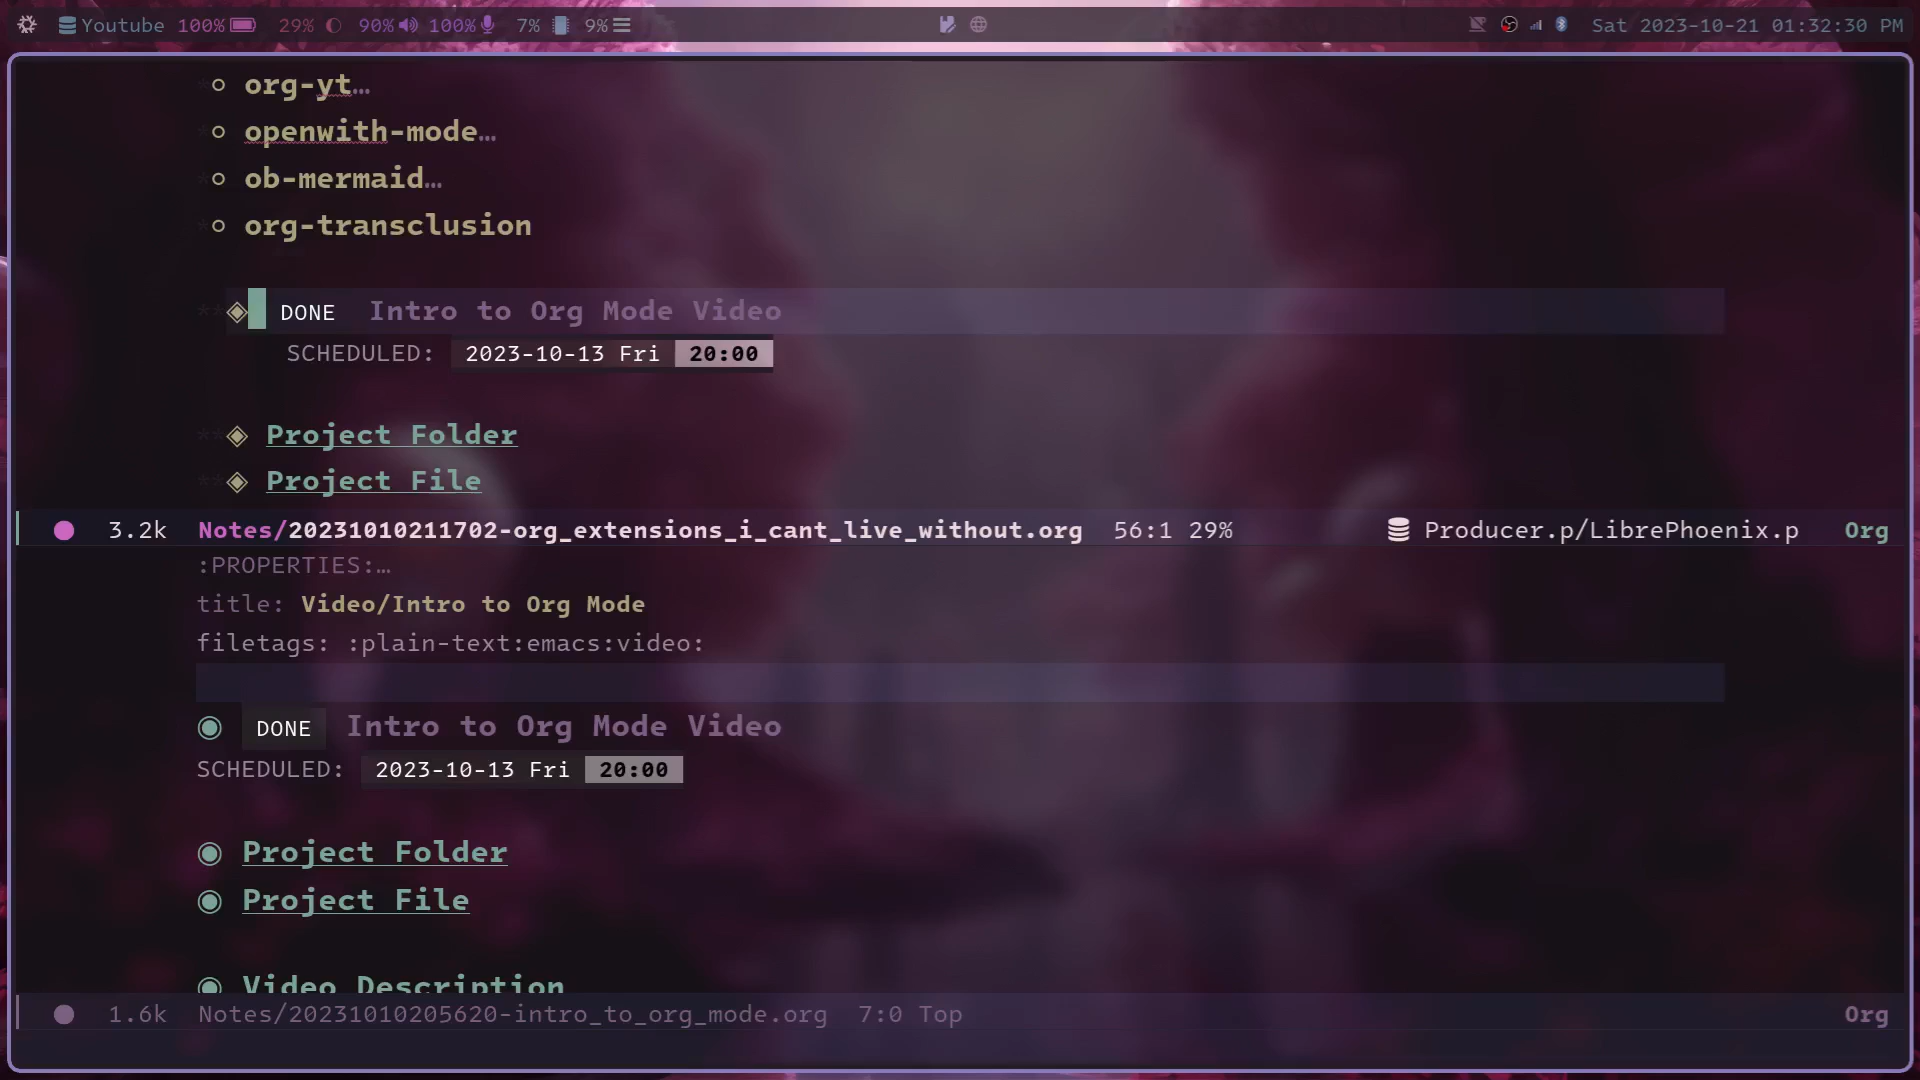 Youtube 100% 29% 90% 100% 7% 9% Sat 2023-10-21 01:32:30 PM
org-yt…
openwith-mode…
ob-mermaid…
org-transclusion
DONE Intro to Org Mode Video
SCHEDULED: 2023-10-13 Fri 20:00
Project Folder
Project File
3.2k Notes/20231010211702-org_extensions_i_cant_live_without.org 56:1 29% Producer.p/LibrePhoenix.p Org
:PROPERTIES:…
title: Video/Intro to Org Mode
filetags: :plain-text:emacs:video:
DONE Intro to Org Mode Video
SCHEDULED: 2023-10-13 Fri 20:00
Project Folder
Project File
Video Description
1.6k Notes/20231010205620-intro_to_org_mode.org 7:0 Top Org